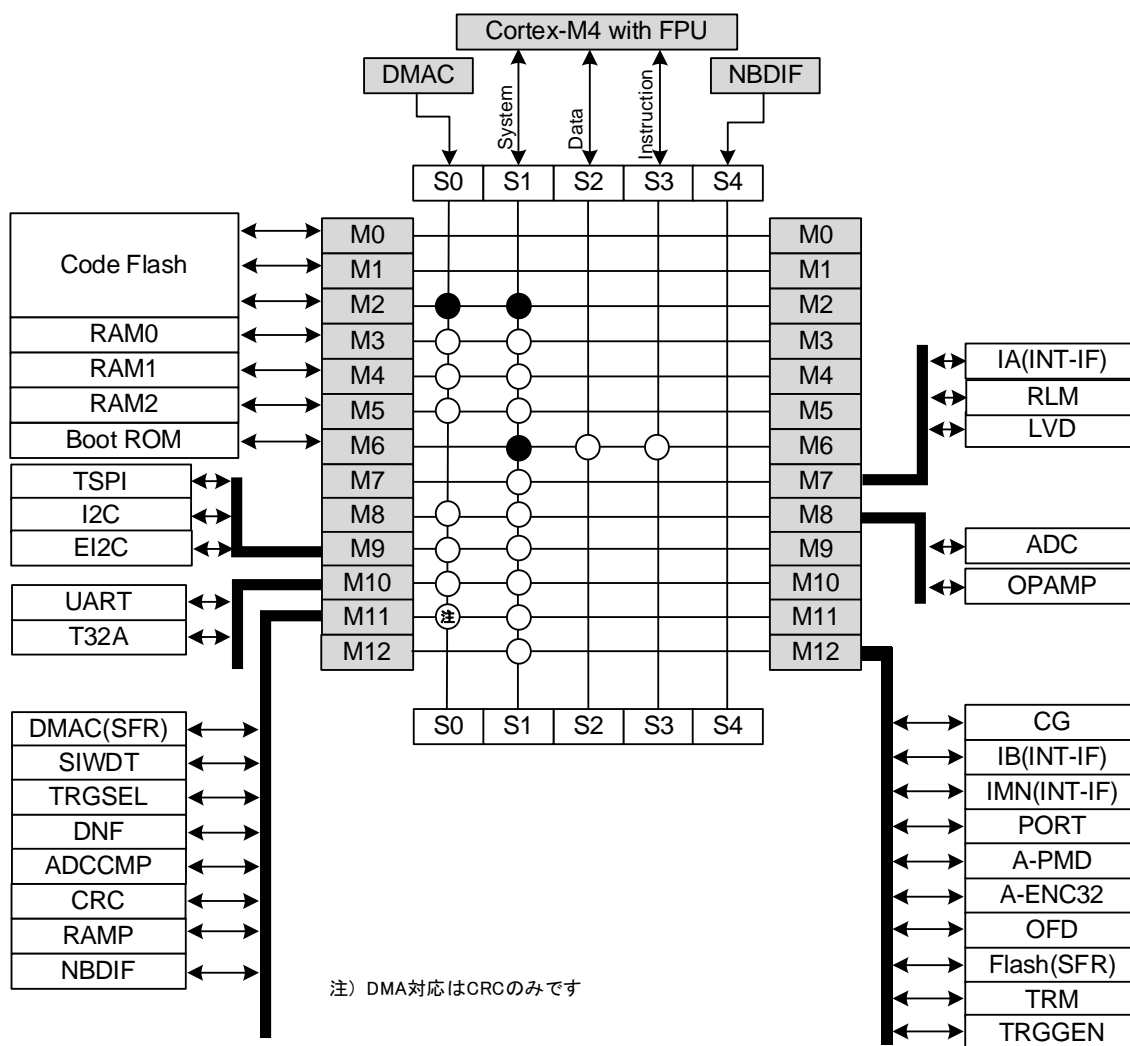 Cortex-M4 with FPU
DMAC
NBDIF
System
Data
Instruction
S0 S1 S2 S3 S4
Code Flash
RAM0
RAM1
RAM2
Boot ROM
TSPI
I2C
EI2C
UART
T32A
DMAC(SFR)
SIWDT
TRGSEL
DNF
ADCCMP
CRC
RAMP
NBDIF
M0
M1
M2
M3
M4
M5
M6
M7
M8
M9
M10
M11
M12
注
M0
M1
M2
M3
M4
M5
M6
M7
M8
M9
M10
M11
M12
S0 S1 S2 S3 S4
注）DMA対応はCRCのみです
IA(INT-IF)
RLM
LVD
ADC
OPAMP
CG
IB(INT-IF)
IMN(INT-IF)
PORT
A-PMD
A-ENC32
OFD
Flash(SFR)
TRM
TRGGEN